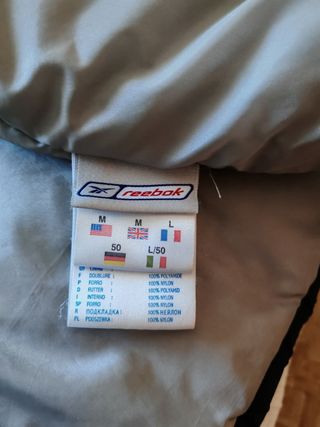 reebok
M M L
50 L/50
F DOUBLURE : 100% POLYAMIDE
P FORRO : 100% NYLON
D FUTTER : 100% POLYAMID
I INTERNO : 100% NYLON
SP FORRO : 100% NYLON
R ПОДКЛАДКА : 100% НЕЙЛОН
PL PODSZEWKA : 100% NYLON